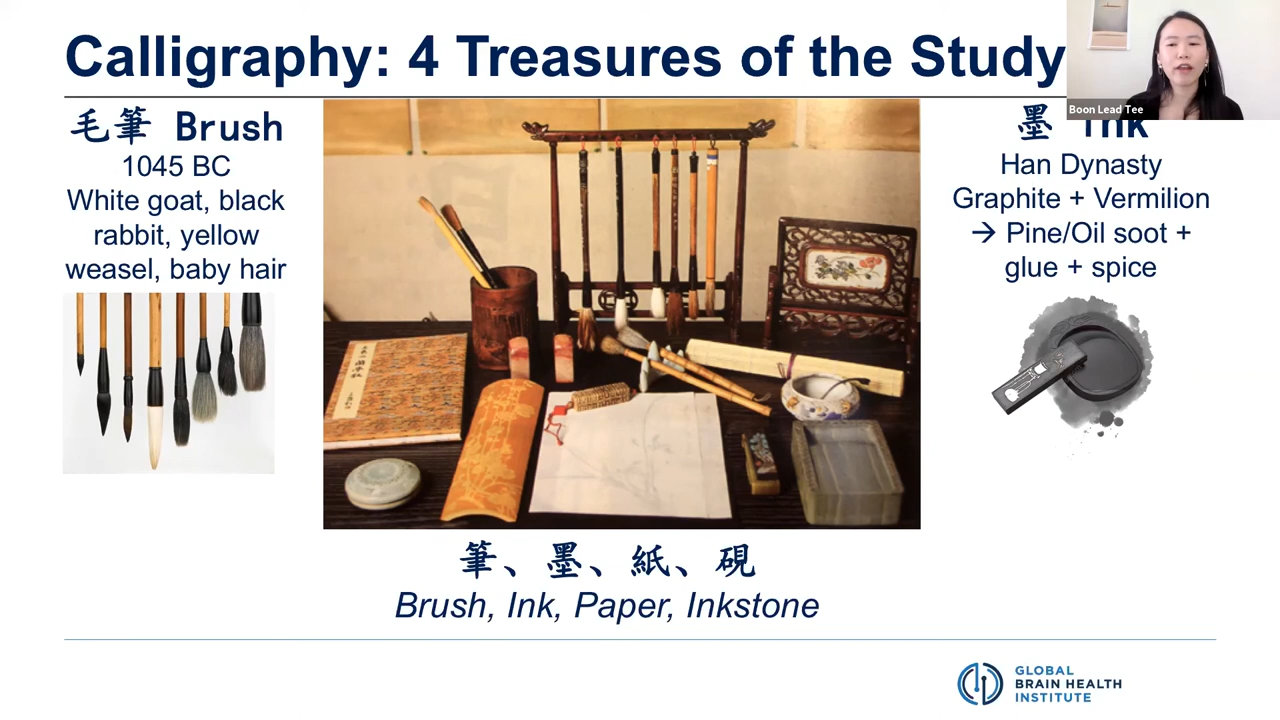 Calligraphy: 4 Treasures of the Study
Boon Lead Tee
毛筆 Brush
1045 BC
White goat, black
rabbit, yellow
weasel, baby hair
墨 Ink
Han Dynasty
Graphite + Vermilion
→ Pine/Oil soot +
glue + spice
筆、墨、紙、硯
Brush, Ink, Paper, Inkstone
GLOBAL
BRAIN HEALTH
INSTITUTE